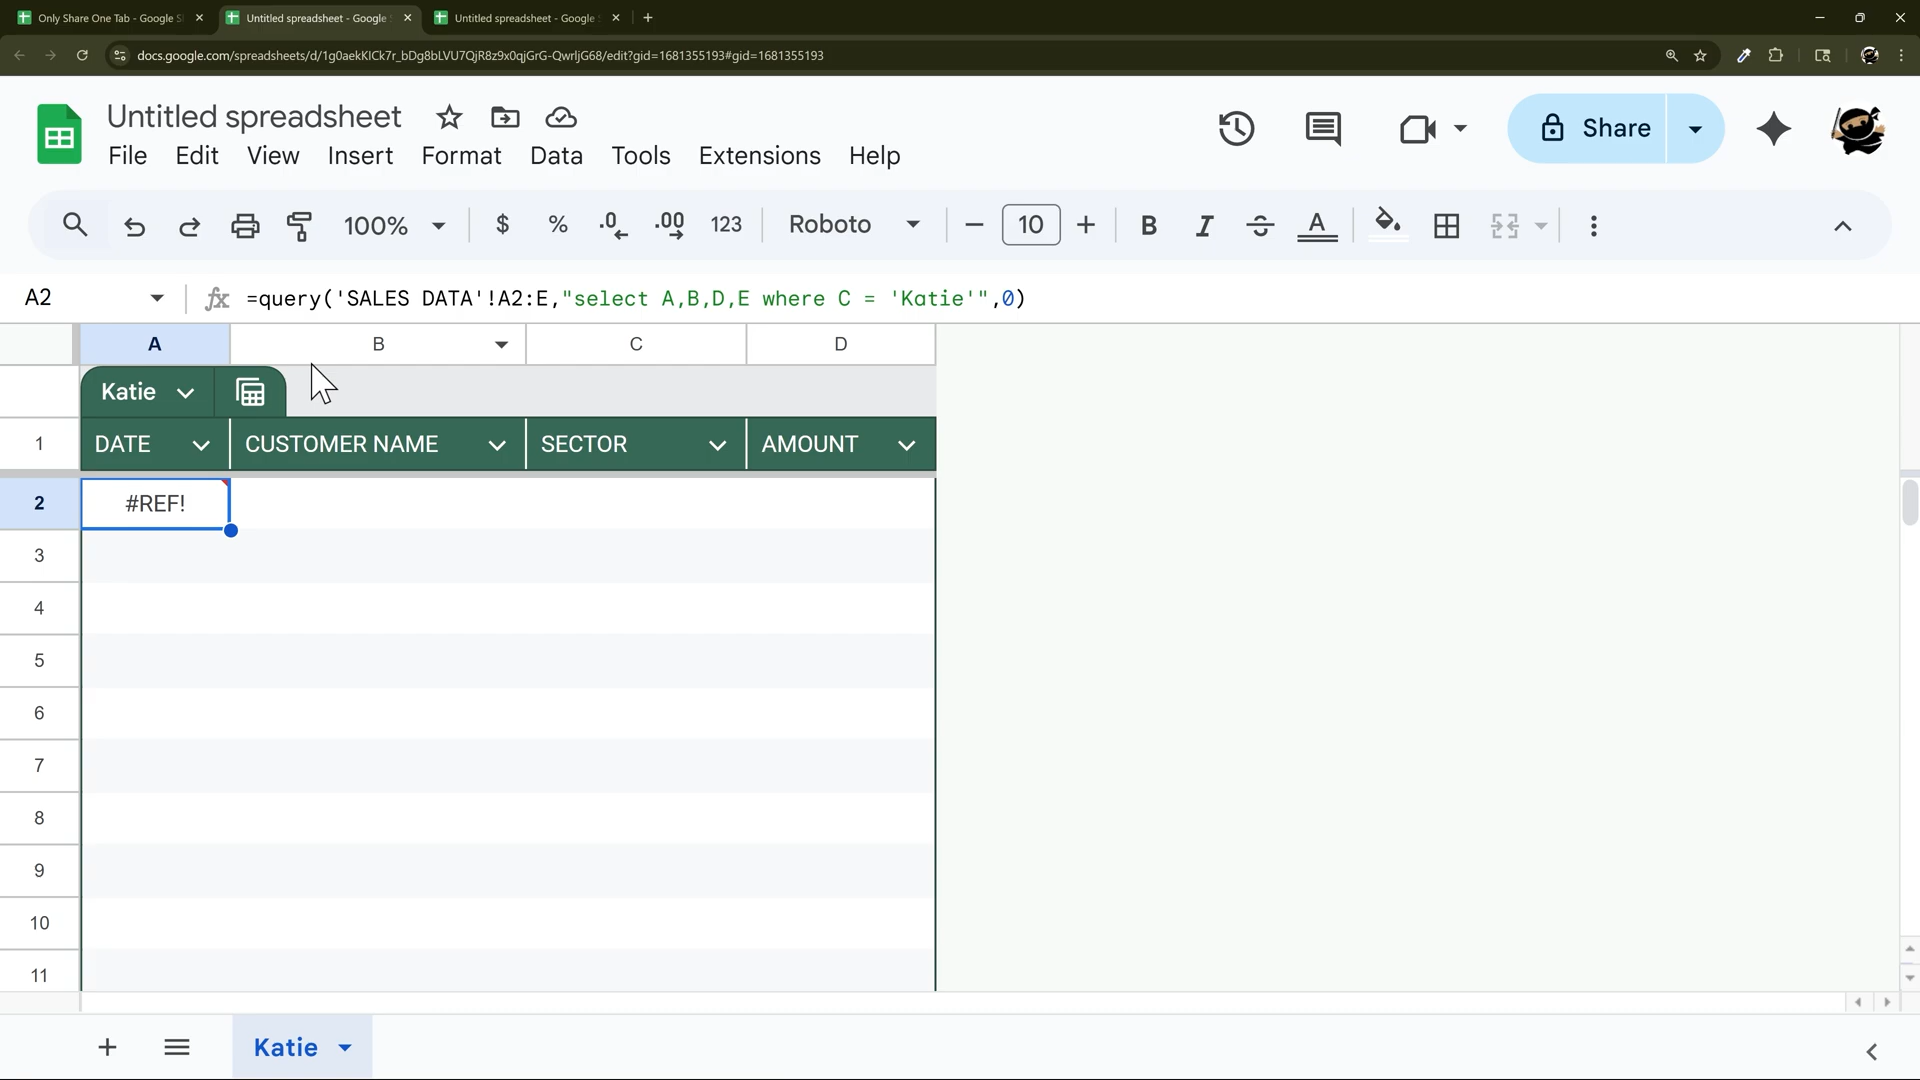 Only Share One Tab - Google S
Untitled spreadsheet - Google
Untitled spreadsheet - Google
docs.google.com/spreadsheets/d/1g0aekKICk7r_bDg8bLVU7QjR8z9x0qjGrG-QwrljG68/edit?gid=1681355193#gid=1681355193
Untitled spreadsheet
Share
File Edit View Insert Format Data Tools Extensions Help
100% $ % .0 .00 123 Roboto 10 B I S A
A2 fx =query('SALES DATA'!A2:E,"select A,B,D,E where C = 'Katie'",0)
A B C D
Katie
1 DATE CUSTOMER NAME SECTOR AMOUNT
2 #REF!
3
4
5
6
7
8
9
10
11
Katie